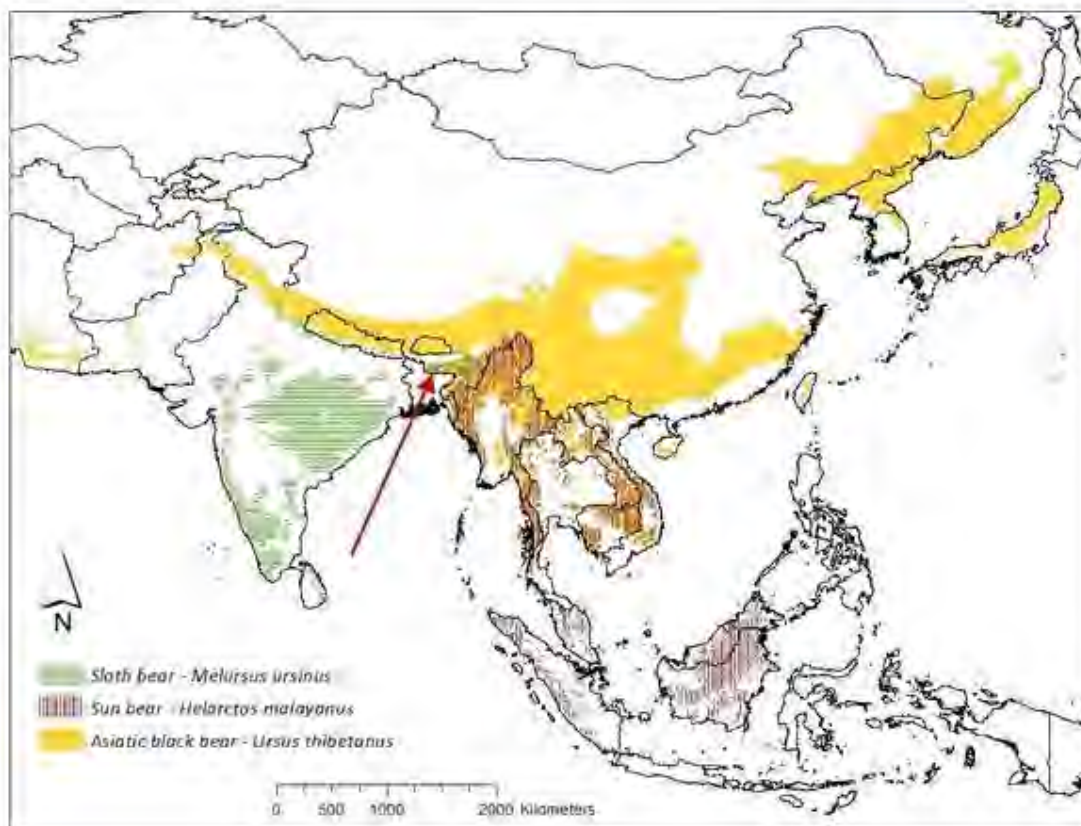 N
Sloth bear - Melursus ursinus
Sun bear - Helarctos malayanus
Asiatic black bear - Ursus thibetanus
0 500 1000 2000 Kilometers